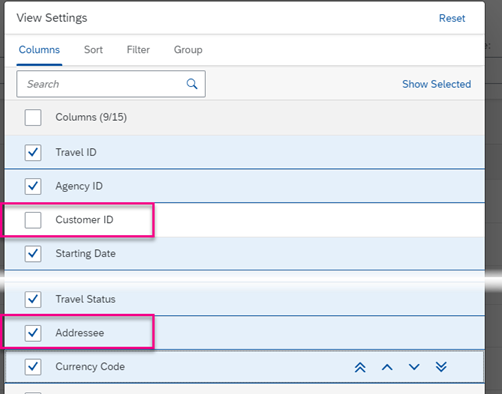 View Settings
Reset
Columns
Sort
Filter
Group
Search
Show Selected
Columns (9/15)
Travel ID
Agency ID
Customer ID
Starting Date
Travel Status
Addressee
Currency Code